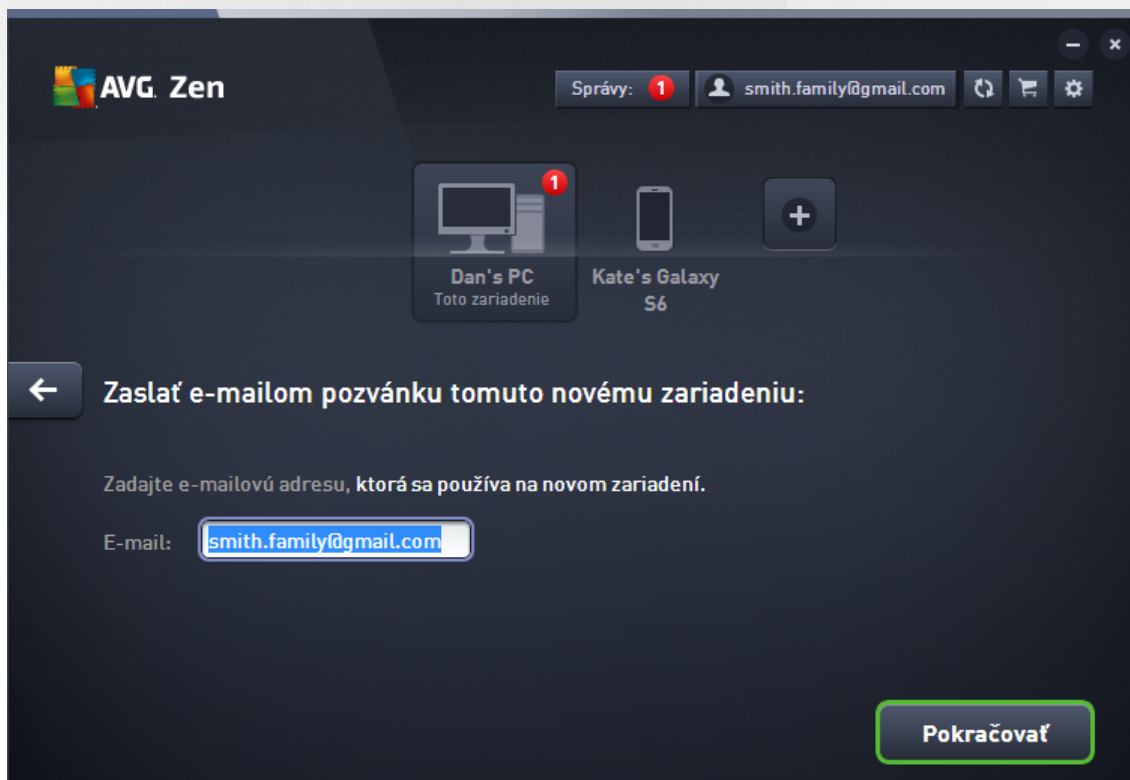 AVG. Zen
Správy: 1
smith.family@gmail.com
1
Dan's PC
Toto zariadenie
Kate's Galaxy
S6
Zaslať e-mailom pozvánku tomuto novému zariadeniu:
Zadajte e-mailovú adresu, ktorá sa používa na novom zariadení.
E-mail: smith.family@gmail.com
Pokračovať